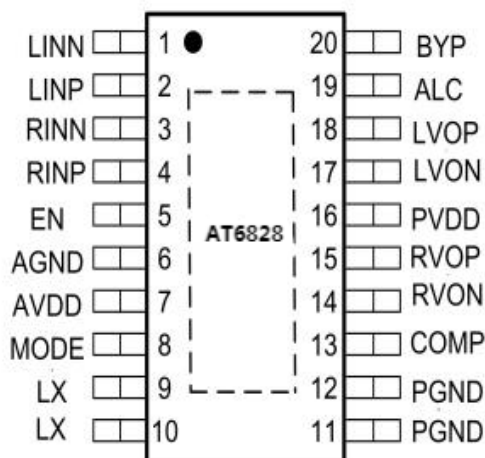 LINN 1 20 BYP
LINP 2 19 ALC
RINN 3 18 LVOP
RINP 4 17 LVON
EN 5 AT6828 16 PVDD
AGND 6 15 RVOP
AVDD 7 14 RVON
MODE 8 13 COMP
LX 9 12 PGND
LX 10 11 PGND